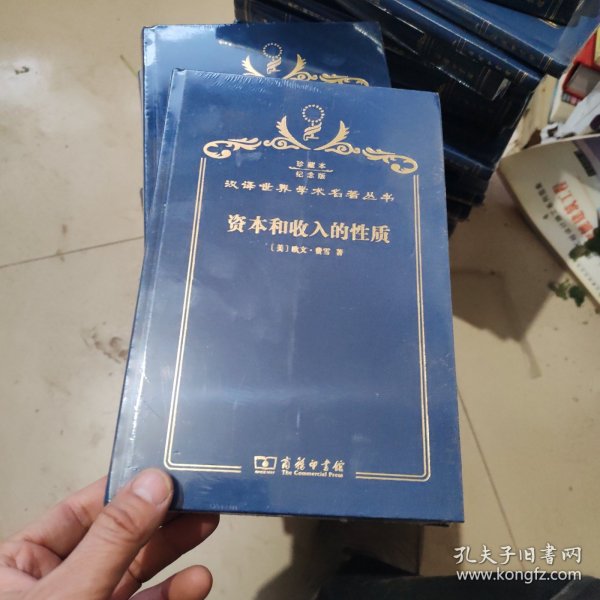 珍藏本
纪念版
汉译世界学术名著丛书
资本和收入的性质
[美]欧文·费雪 著
商务印书馆
The Commercial Press
孔夫子旧书网
www.kongfz.com